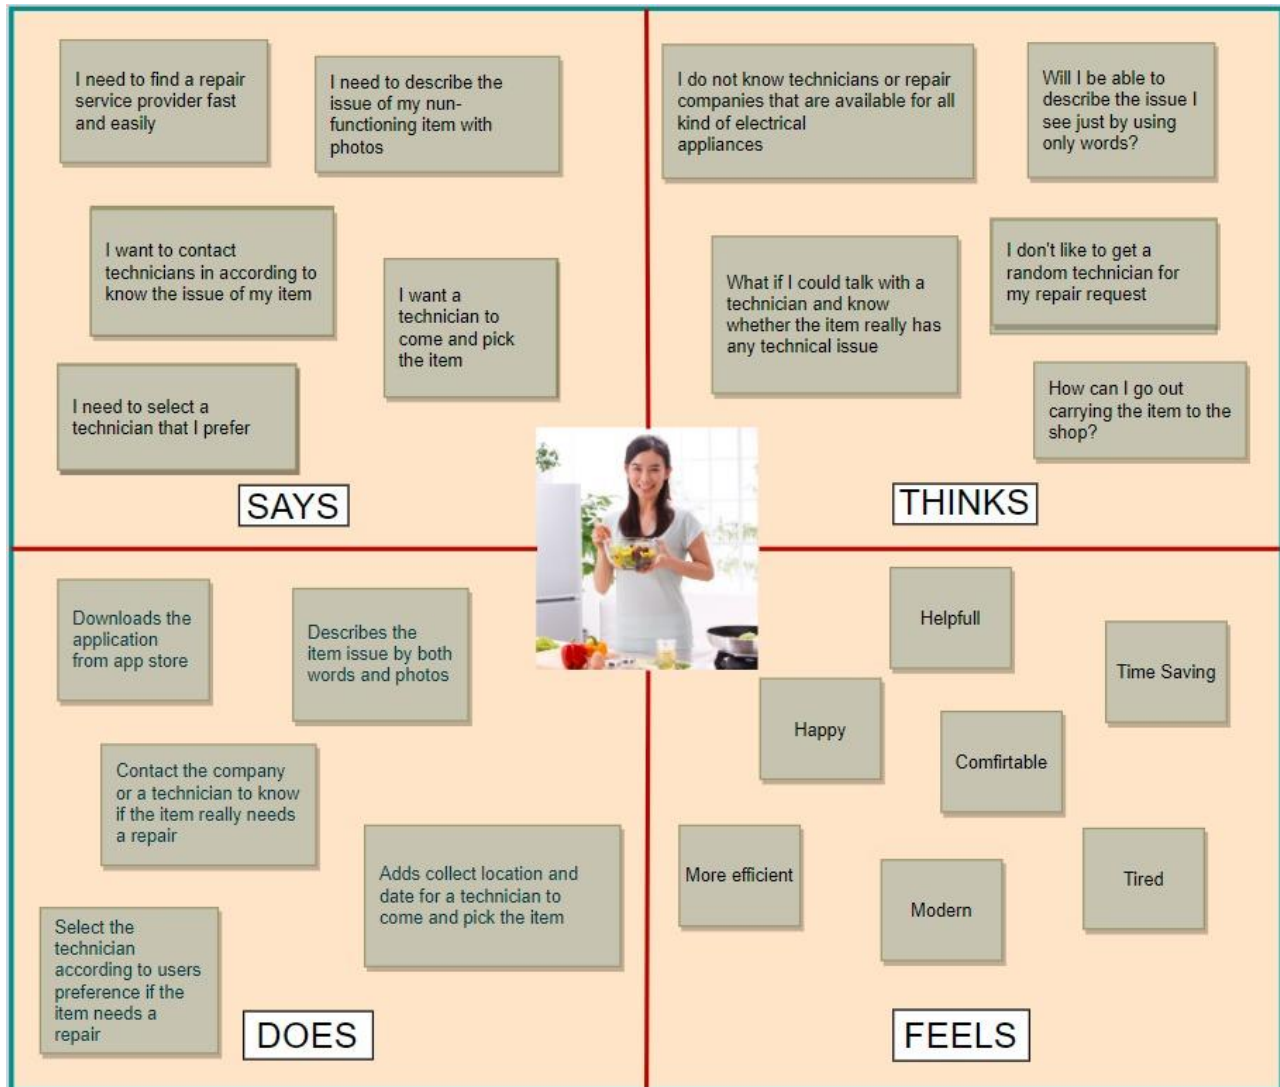 I need to find a repair
service provider fast
and easily
I need to describe the
issue of my nun-
functioning item with
photos
I want to contact
technicians in according to
know the issue of my item
I want a
technician to
come and pick
the item
I need to select a
technician that I prefer
SAYS
I do not know technicians or repair
companies that are available for all
kind of electrical
appliances
Will I be able to
describe the issue I
see just by using
only words?
What if I could talk with a
technician and know
whether the item really has
any technical issue
I don't like to get a
random technician for
my repair request
How can I go out
carrying the item to the
shop?
THINKS
Downloads the
application
from app store
Describes the
item issue by both
words and photos
Contact the company
or a technician to know
if the item really needs
a repair
Adds collect location and
date for a technician to
come and pick the item
Select the
technician
according to users
preference if the
item needs a
repair
DOES
Helpfull
Time Saving
Happy
Comfirtable
More efficient
Modern
Tired
FEELS